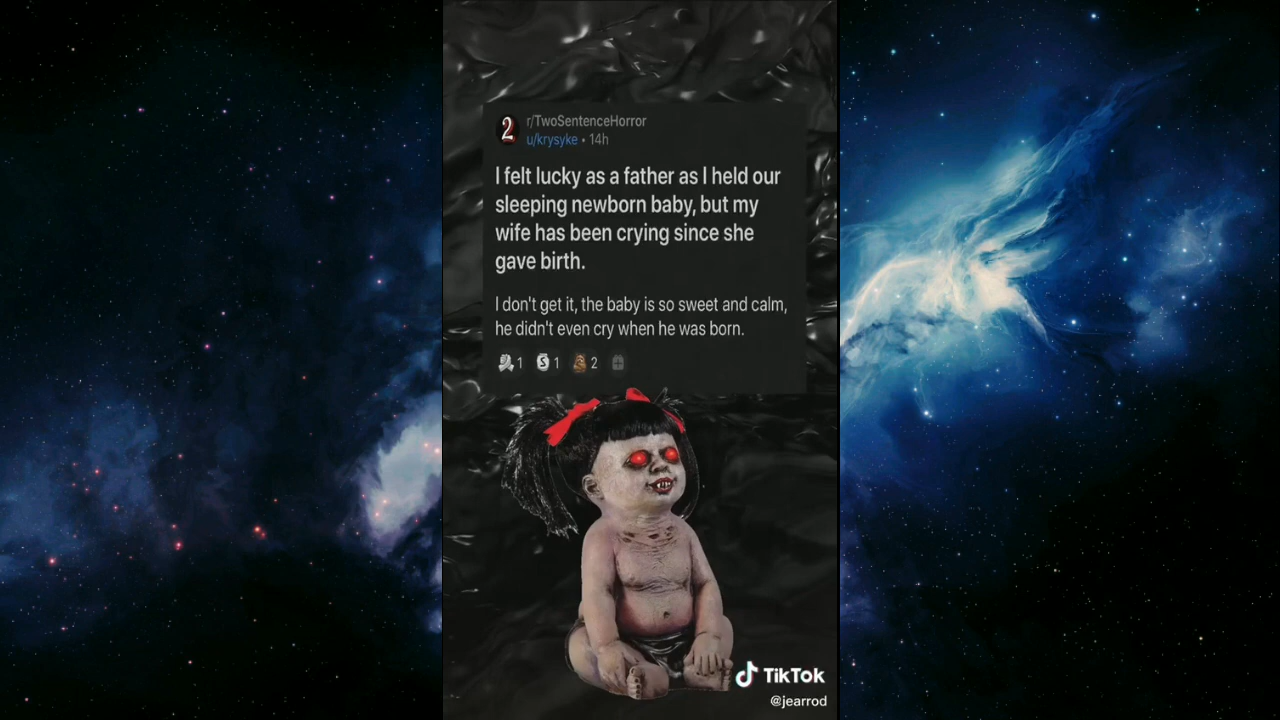 2
r/TwoSentenceHorror
u/krysyke • 14h
I felt lucky as a father as I held our
sleeping newborn baby, but my
wife has been crying since she
gave birth.
I don't get it, the baby is so sweet and calm,
he didn't even cry when he was born.
1 S 1 2
TikTok
@jearrod